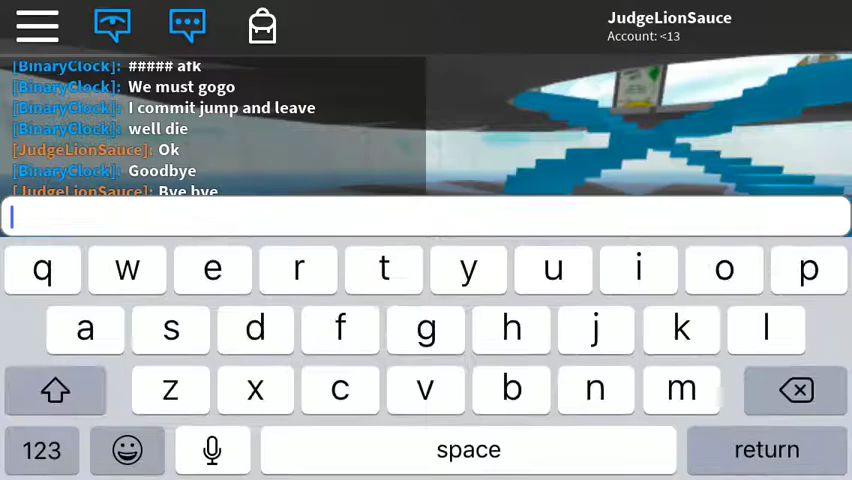 JudgeLionSauce
Account: <13
[BinaryClock]: ##### afk
[BinaryClock]: We must gogo
[BinaryClock]: I commit jump and leave
[BinaryClock]: well die
[JudgeLionSauce]: Ok
[BinaryClock]: Goodbye
[JudgeLionSauce]: Bye bye
q w e r t y u i o p
a s d f g h j k l
z x c v b n m
123 space return